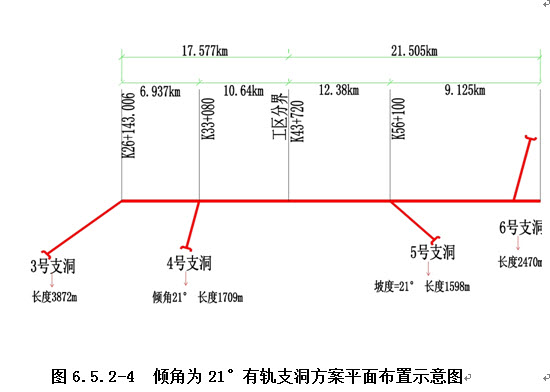 17.577km 21.505km
6.937km 10.64km 12.38km 9.125km
K26+143.006
K33+080
工区分界
K43+720
K56+100
3号支洞
长度3872m
4号支洞
倾角21° 长度1709m
5号支洞
坡度=21° 长度1598m
6号支洞
长度2470m
图 6.5.2-4 倾角为 21°有轨支洞方案平面布置示意图